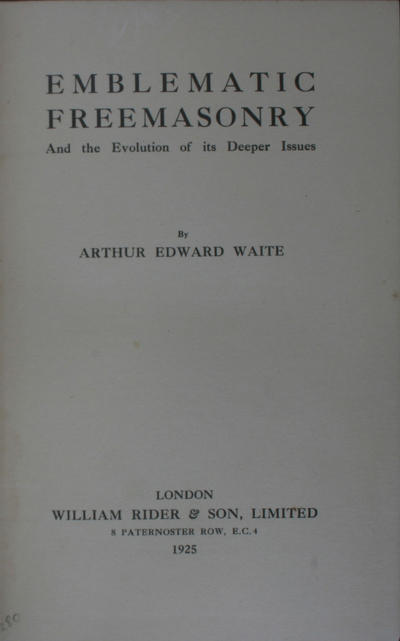 EMBLEMATIC
FREEMASONRY
And the Evolution of its Deeper Issues
By
ARTHUR EDWARD WAITE
LONDON
WILLIAM RIDER & SON, LIMITED
8 PATERNOSTER ROW, E.C.4
1925